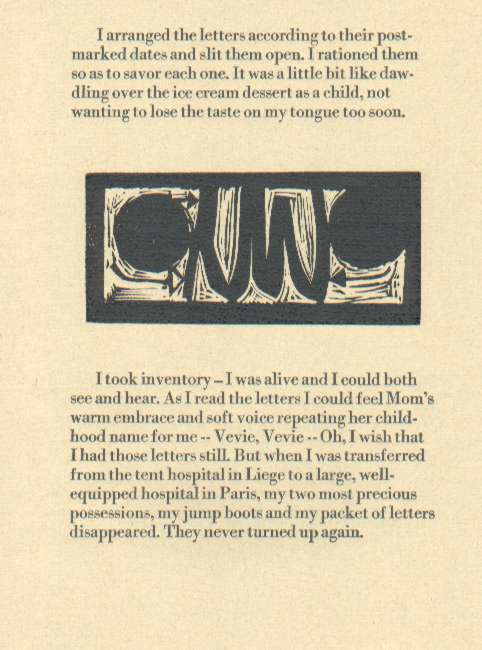 I arranged the letters according to their post-
marked dates and slit them open. I rationed them
so as to savor each one. It was a little bit like daw-
dling over the ice cream dessert as a child, not
wanting to lose the taste on my tongue too soon.
I took inventory – I was alive and I could both
see and hear. As I read the letters I could feel Mom's
warm embrace and soft voice repeating her child-
hood name for me -- Vevie, Vevie -- Oh, I wish that
I had those letters still. But when I was transferred
from the tent hospital in Liege to a large, well-
equipped hospital in Paris, my two most precious
possessions, my jump boots and my packet of letters
disappeared. They never turned up again.